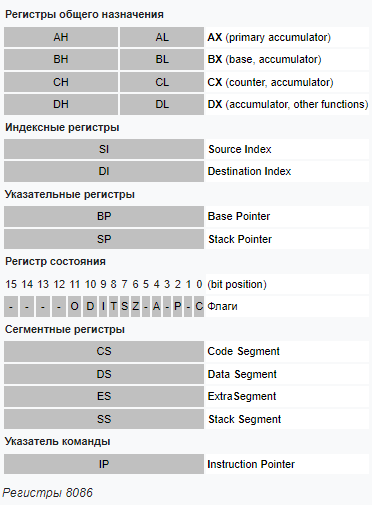 Регистры общего назначения
AH AL AX (primary accumulator)
BH BL BX (base, accumulator)
CH CL CX (counter, accumulator)
DH DL DX (accumulator, other functions)
Индексные регистры
SI Source Index
DI Destination Index
Указательные регистры
BP Base Pointer
SP Stack Pointer
Регистр состояния
15 14 13 12 11 10 9 8 7 6 5 4 3 2 1 0 (bit position)
- - - - O D I T S Z - A - P - C Флаги
Сегментные регистры
CS Code Segment
DS Data Segment
ES ExtraSegment
SS Stack Segment
Указатель команды
IP Instruction Pointer
Регистры 8086